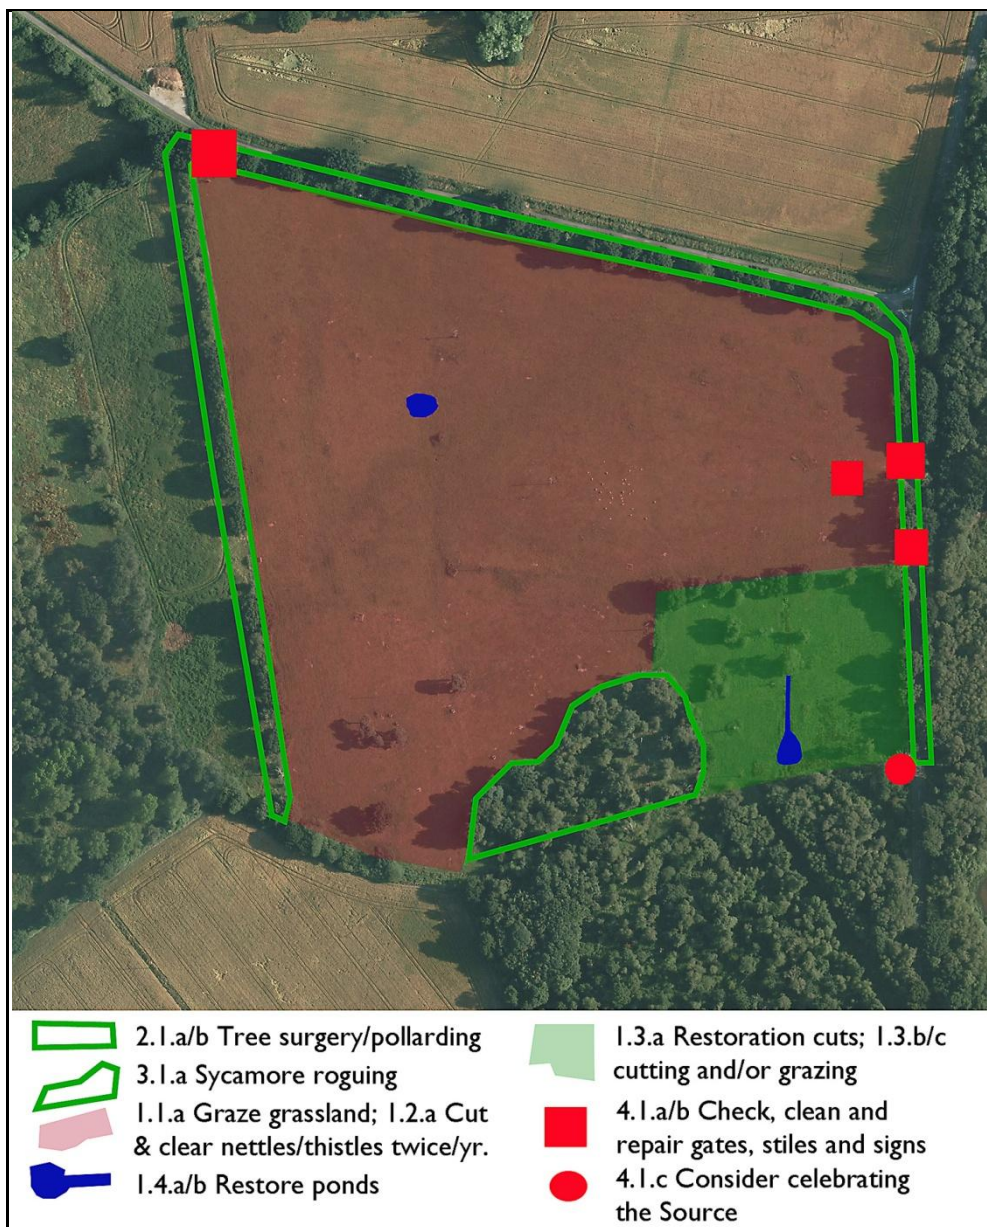 2.1.a/b Tree surgery/pollarding
3.1.a Sycamore roguing
1.1.a Graze grassland; 1.2.a Cut
& clear nettles/thistles twice/yr.
1.4.a/b Restore ponds
1.3.a Restoration cuts; 1.3.b/c
cutting and/or grazing
4.1.a/b Check, clean and
repair gates, stiles and signs
4.1.c Consider celebrating
the Source